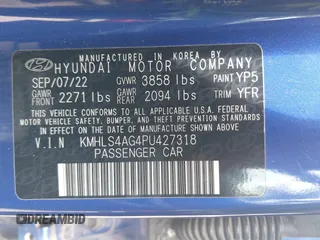 MANUFACTURED IN KOREA BY
HYUNDAI MOTOR COMPANY
SEP/07/22 GVWR 3858 lbs PAINT YP5
GAWR FRT 2271 lbs GAWR RR 2094 lbs TRIM YFR
THIS VEHICLE CONFORMS TO ALL APPLICABLE U.S. FEDERAL
MOTOR VEHICLE SAFETY, BUMPER, AND THEFT PREVENTION
STANDARDS IN EFFECT ON THE DATE OF MANUFACTURE SHOWN ABOVE.
V.I.N KMHLS4AG4PU427318
PASSENGER CAR
DREAMBID